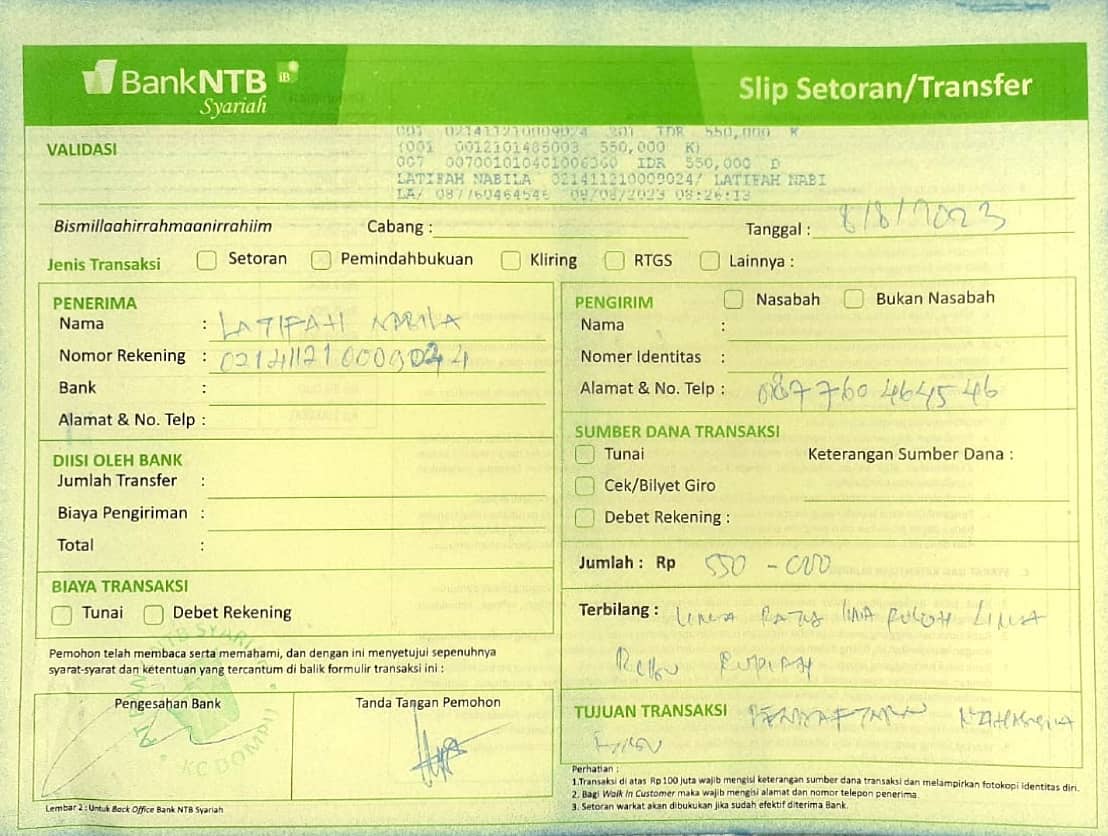 BankNTB iB
Syariah
Slip Setoran/Transfer
VALIDASI
001 021411210009024 201 IDR 550,000 K
(001 0012101485003 550,000 K)
007 007001010401006360 IDR 550,000 D
LATIFAH NABILA 021411210009024/ LATIFAH NABI
LA/ 087760464546 08/08/2023 08:26:13
Bismillaahirrahmaanirrahiim
Cabang :
Tanggal : 8/8/2023
Jenis Transaksi Setoran Pemindahbukuan Kliring RTGS Lainnya :
PENERIMA
Nama : LATIFAH NABILA
Nomor Rekening : 021411210009024
Bank :
Alamat & No. Telp :
DIISI OLEH BANK
Jumlah Transfer :
Biaya Pengiriman :
Total :
BIAYA TRANSAKSI
Tunai Debet Rekening
Pemohon telah membaca serta memahami, dan dengan ini menyetujui sepenuhnya
syarat-syarat dan ketentuan yang tercantum di balik formulir transaksi ini :
Pengesahan Bank
Tanda Tangan Pemohon
NTB SYARIAH
KC DOMPU
Lembar 2 : Untuk Back Office Bank NTB Syariah
PENGIRIM Nasabah Bukan Nasabah
Nama :
Nomer Identitas :
Alamat & No. Telp : 087760464546
SUMBER DANA TRANSAKSI
Tunai Keterangan Sumber Dana :
Cek/Bilyet Giro
Debet Rekening :
Jumlah : Rp 550-000
Terbilang : LIMA RATUS LIMA PULUH LIMA
RIBU RUPIAH
TUJUAN TRANSAKSI
Perhatian :
1.Transaksi di atas Rp 100 juta wajib mengisi keterangan sumber dana transaksi dan melampirkan fotokopi identitas diri.
2. Bagi Walk In Customer maka wajib mengisi alamat dan nomor telepon penerima.
3. Setoran warkat akan dibukukan jika sudah efektif diterima Bank.